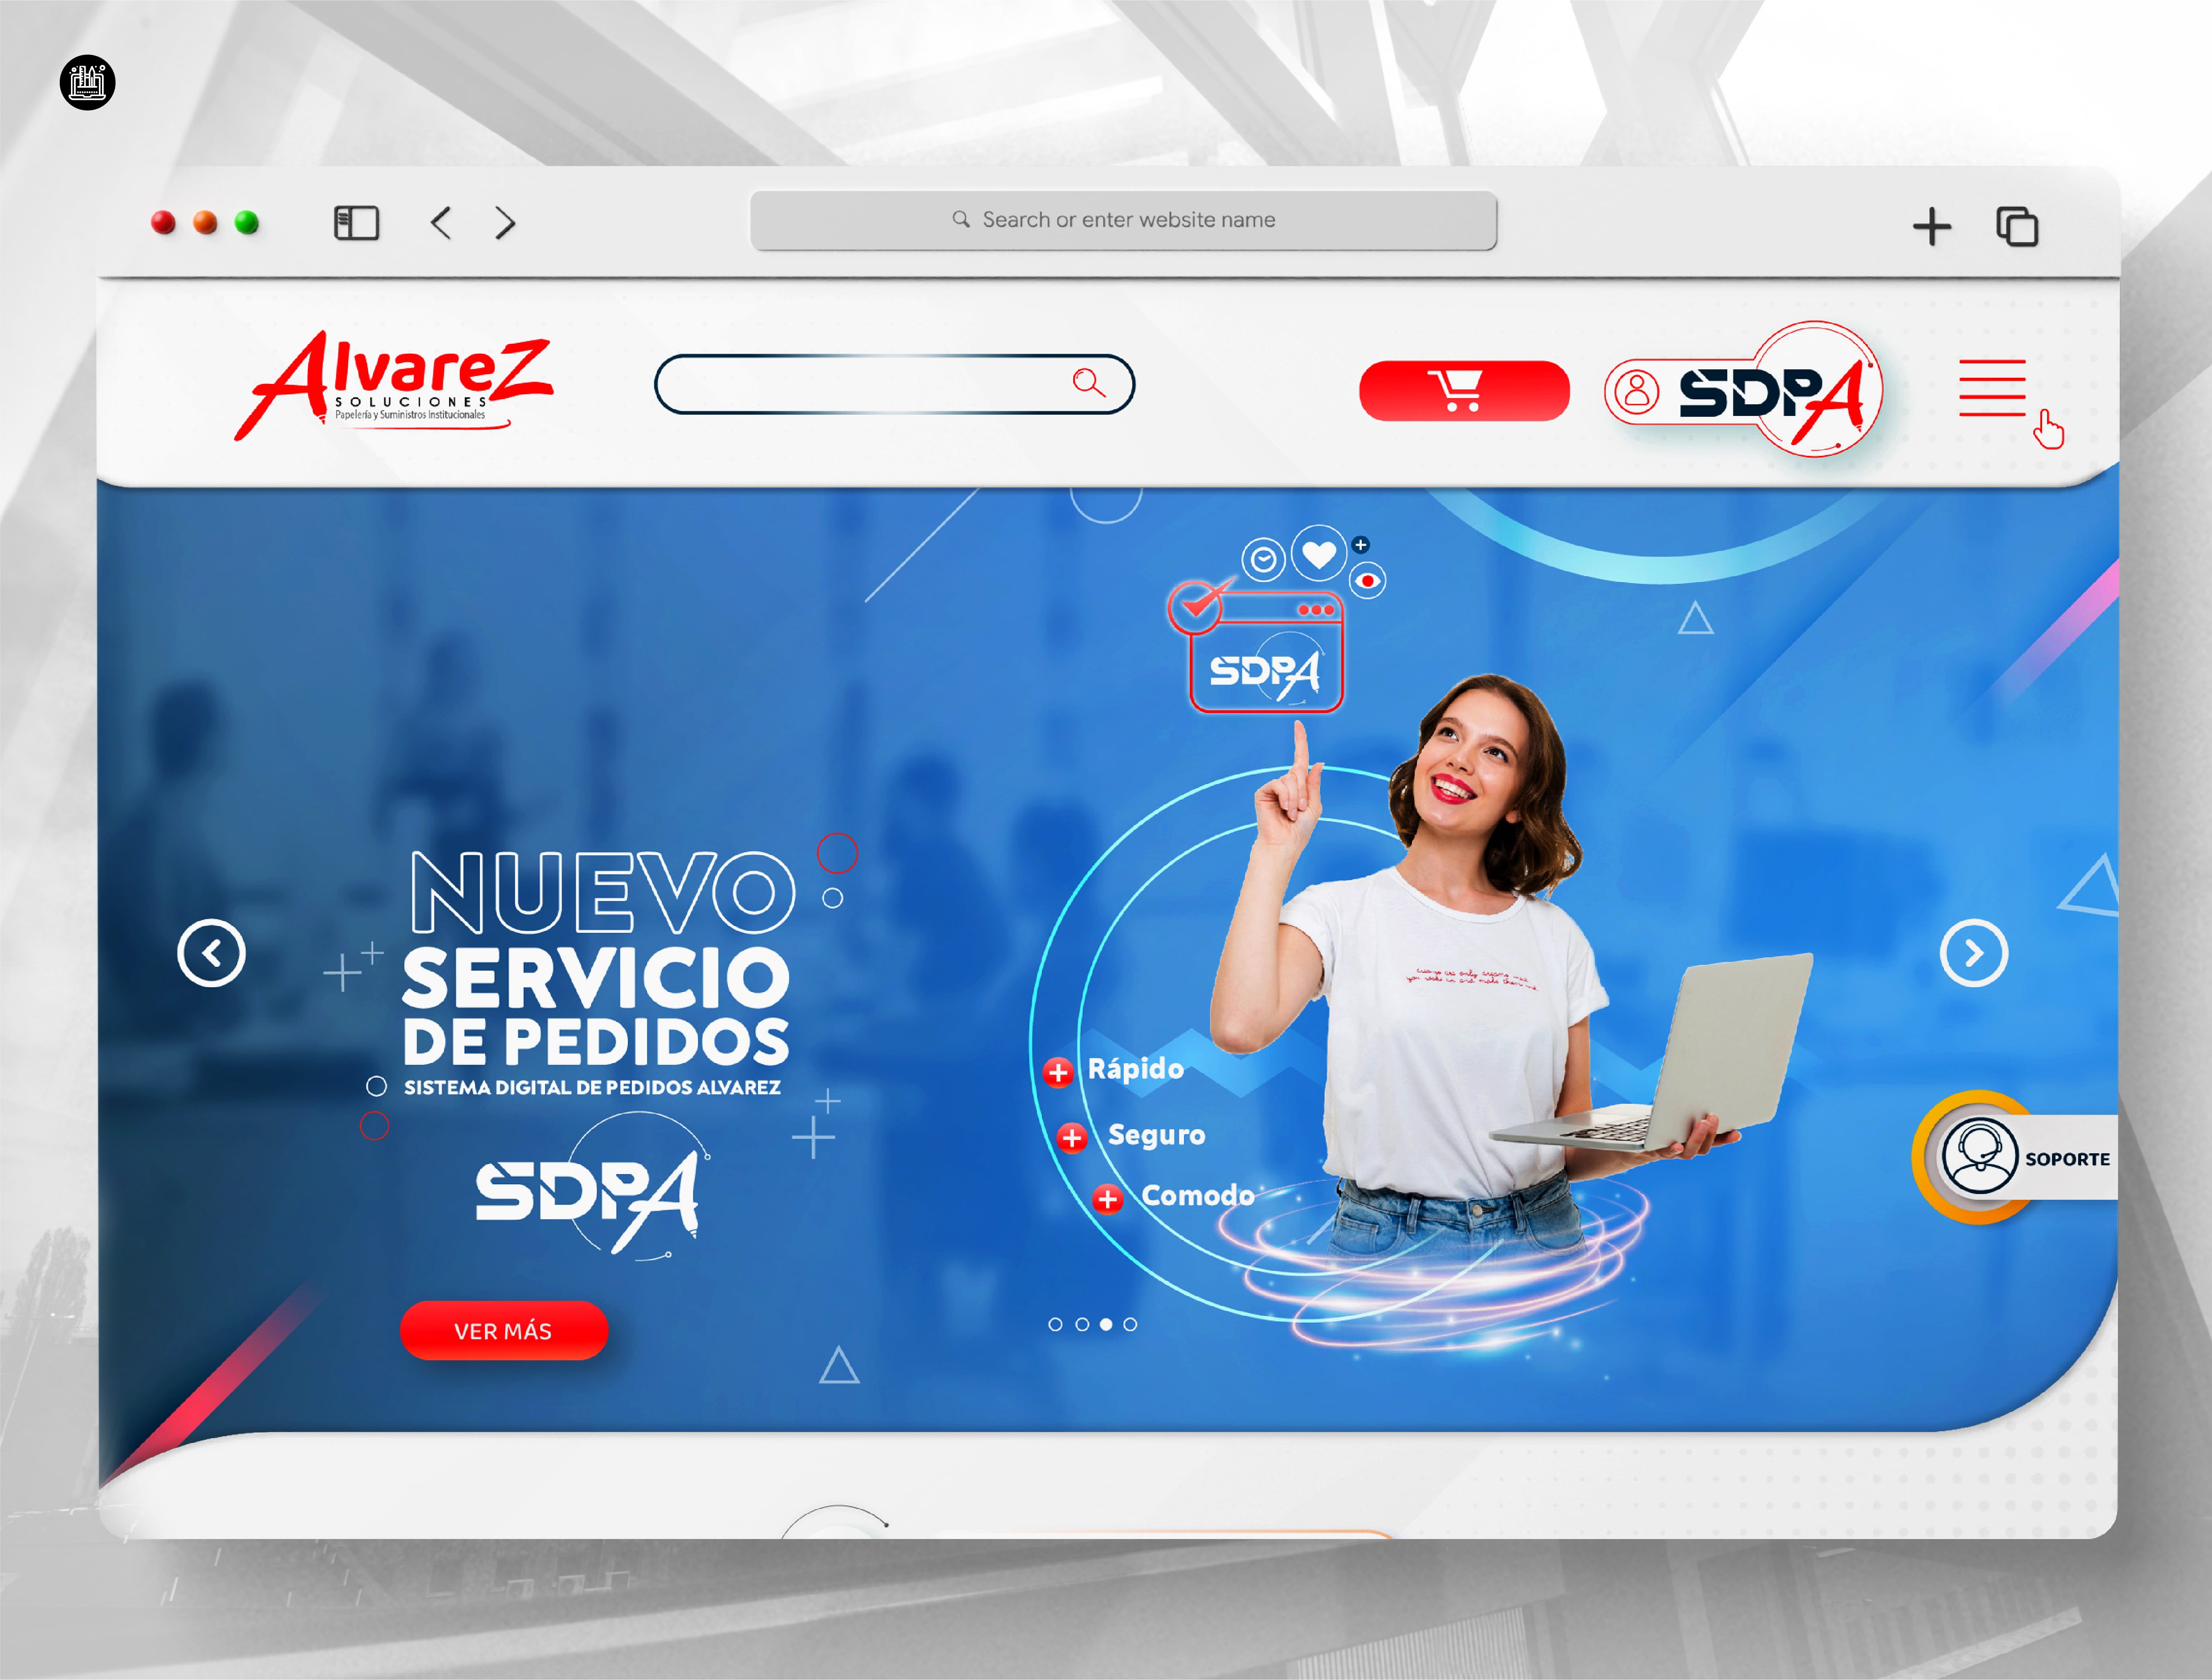 Search or enter website name
AlvareZ
SOLUCIONES
Papelería y Suministros Institucionales
SDPA
SDPA
NUEVO
SERVICIO
DE PEDIDOS
SISTEMA DIGITAL DE PEDIDOS ALVAREZ
SDPA
VER MÁS
Rápido
Seguro
Comodo
SOPORTE